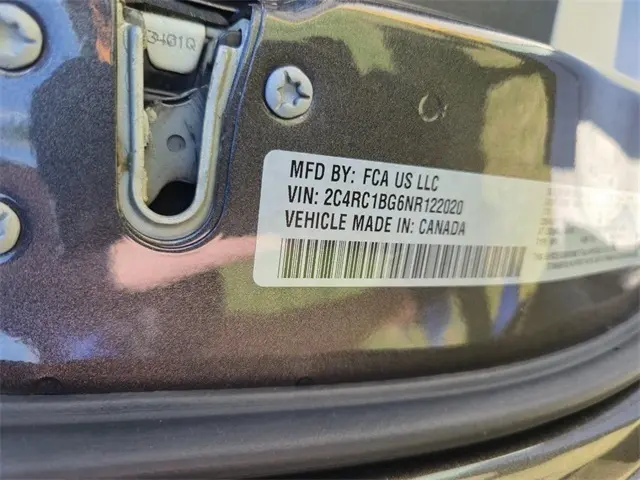 3401Q
MFD BY: FCA US LLC
VIN: 2C4RC1BG6NR122020
VEHICLE MADE IN: CANADA